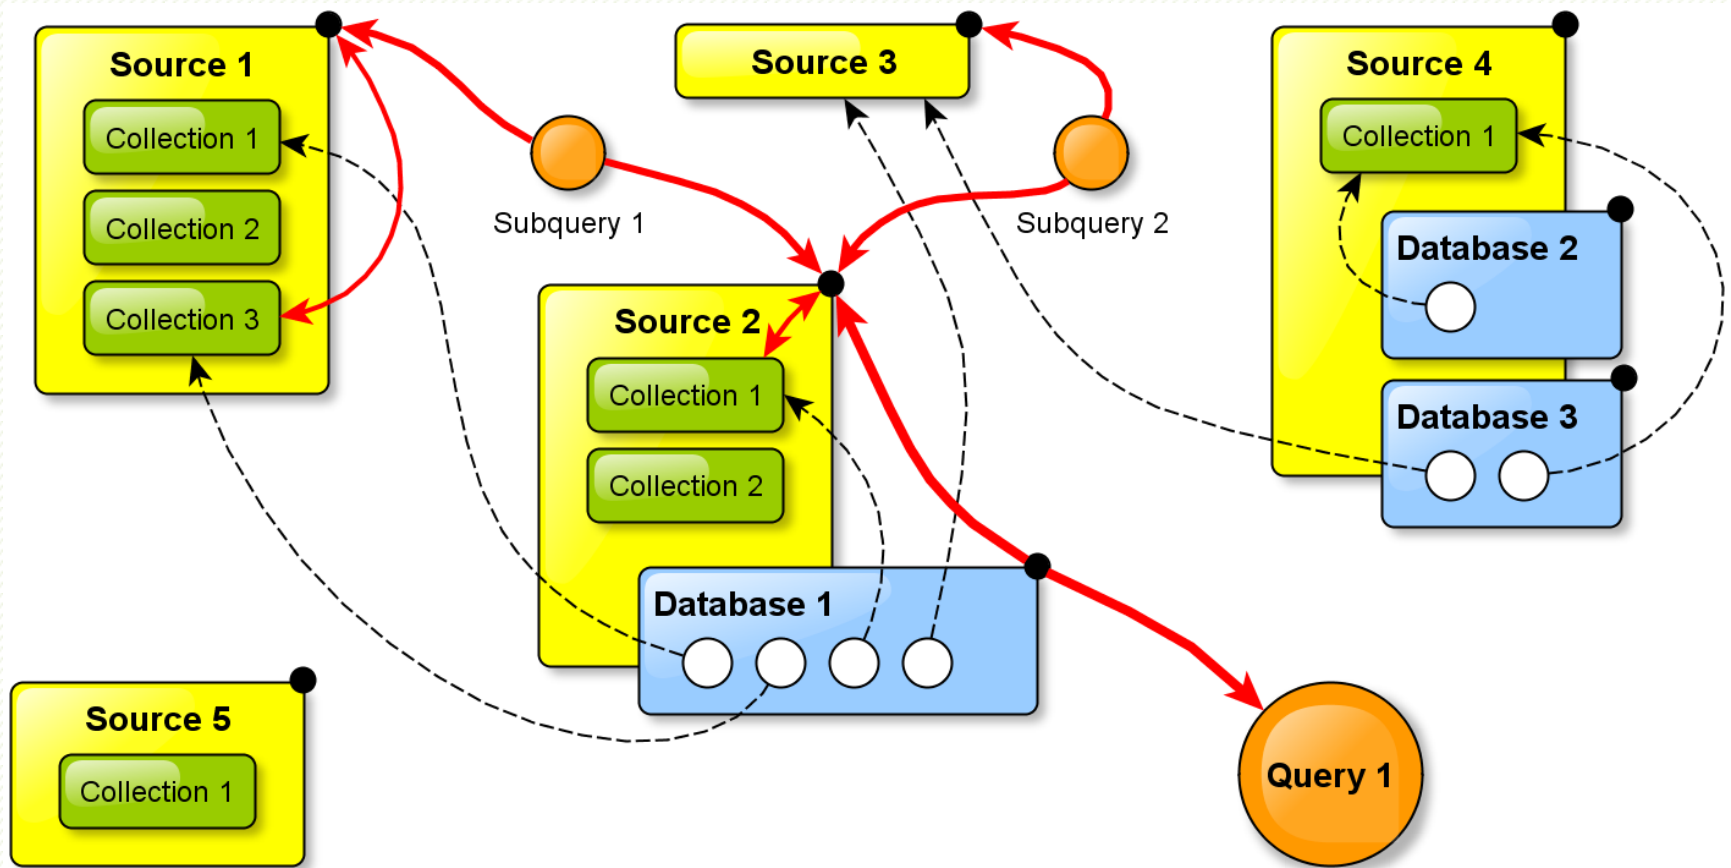 Source 1
Collection 1
Collection 2
Collection 3
Subquery 1
Source 3
Subquery 2
Source 4
Collection 1
Database 2
Database 3
Source 2
Collection 1
Collection 2
Database 1
Source 5
Collection 1
Query 1